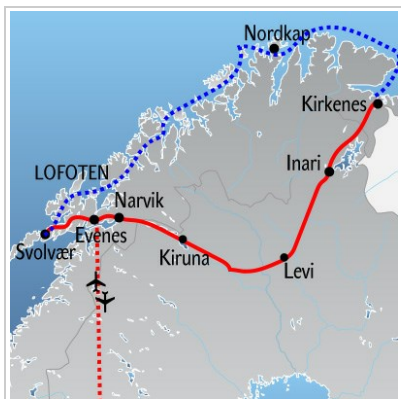 Nordkap
Kirkenes
Inari
LOFOTEN
Narvik
Evenes
Svolvær
Kiruna
Levi